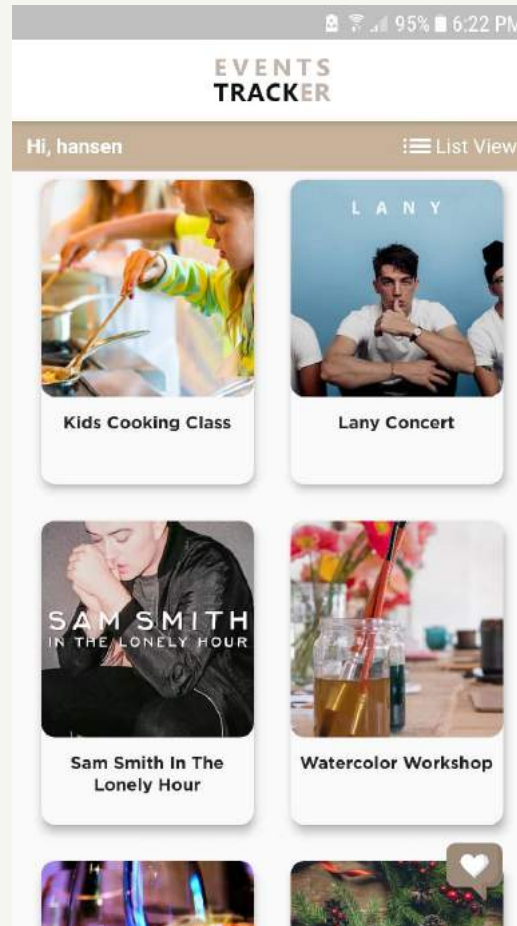 95% 6:22 PM
EVENTS
TRACKER
Hi, hansen
List View
LANY
Kids Cooking Class
Lany Concert
SAM SMITH
IN THE LONELY HOUR
Sam Smith In The
Lonely Hour
Watercolor Workshop